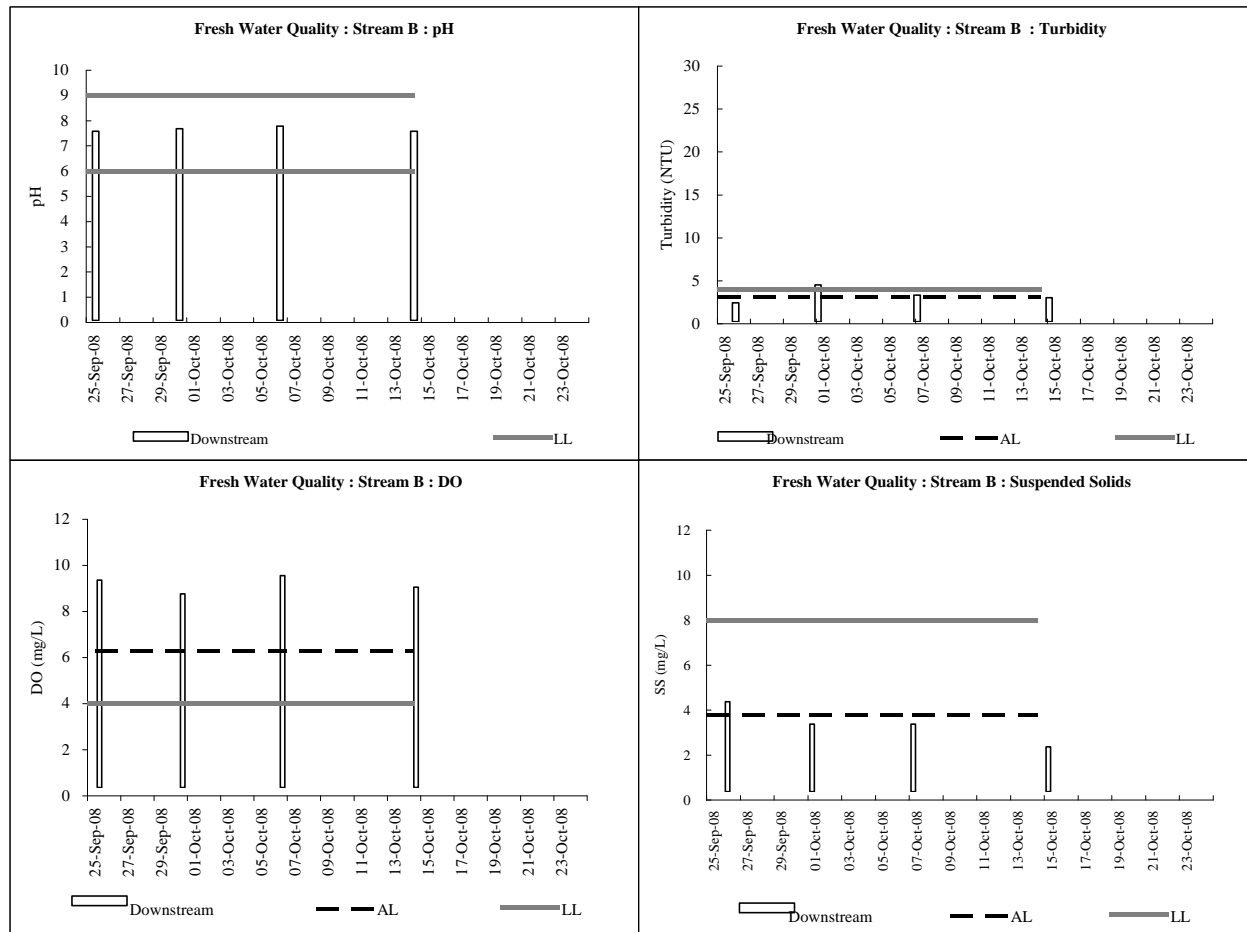 Fresh Water Quality : Stream B : pH
10
9
8
7
6
5
4
3
2
1
0
pH
25-Sep-08
27-Sep-08
29-Sep-08
01-Oct-08
03-Oct-08
05-Oct-08
07-Oct-08
09-Oct-08
11-Oct-08
13-Oct-08
15-Oct-08
17-Oct-08
19-Oct-08
21-Oct-08
23-Oct-08
Downstream LL
Fresh Water Quality : Stream B : Turbidity
30
25
20
15
10
5
0
Turbidity (NTU)
25-Sep-08
27-Sep-08
29-Sep-08
01-Oct-08
03-Oct-08
05-Oct-08
07-Oct-08
09-Oct-08
11-Oct-08
13-Oct-08
15-Oct-08
17-Oct-08
19-Oct-08
21-Oct-08
23-Oct-08
Downstream AL LL
Fresh Water Quality : Stream B : DO
12
10
8
6
4
2
0
DO (mg/L)
25-Sep-08
27-Sep-08
29-Sep-08
01-Oct-08
03-Oct-08
05-Oct-08
07-Oct-08
09-Oct-08
11-Oct-08
13-Oct-08
15-Oct-08
17-Oct-08
19-Oct-08
21-Oct-08
23-Oct-08
Downstream AL LL
Fresh Water Quality : Stream B : Suspended Solids
12
10
8
6
4
2
0
SS (mg/L)
25-Sep-08
27-Sep-08
29-Sep-08
01-Oct-08
03-Oct-08
05-Oct-08
07-Oct-08
09-Oct-08
11-Oct-08
13-Oct-08
15-Oct-08
17-Oct-08
19-Oct-08
21-Oct-08
23-Oct-08
Downstream AL LL